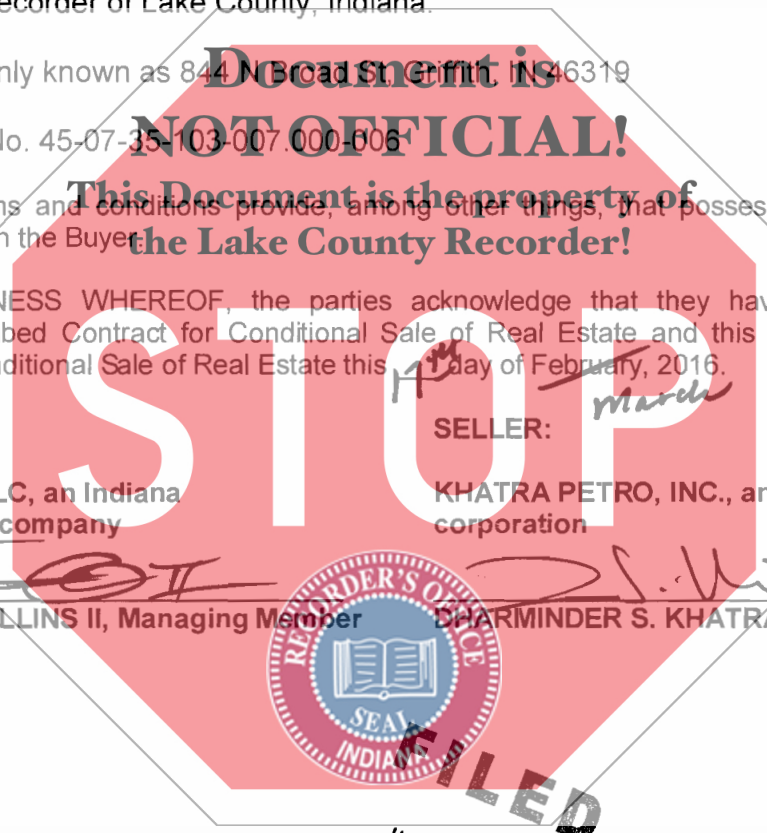 ecorder of Lake County, Indiana.
Document is
nly known as 844 N Broad St, Griffith, IN 46319
NOT OFFICIAL!
No. 45-07-35-103-007.000-006
This Document is the property of
ns and conditions provide, among other things, that posses
the Lake County Recorder!
n the Buyer.
NESS WHEREOF, the parties acknowledge that they hav
bed Contract for Conditional Sale of Real Estate and this
nditional Sale of Real Estate this day of February, 2016.
March
STOP
SELLER:
LC, an Indiana
company
KHATRA PETRO, INC., an
corporation
LLINS II, Managing Member
DHARMINDER S. KHATRA
RECORDER'S OFFICE
SEAL
INDIANA
FILED